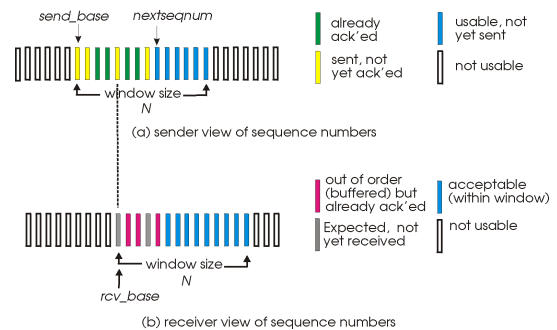 send_base
nextseqnum
already
ack'ed
usable, not
yet sent
sent, not
yet ack'ed
not usable
window size
N
(a) sender view of sequence numbers
out of order
(buffered) but
already ack'ed
acceptable
(within window)
Expected, not
yet received
not usable
window size
N
rcv_base
(b) receiver view of sequence numbers